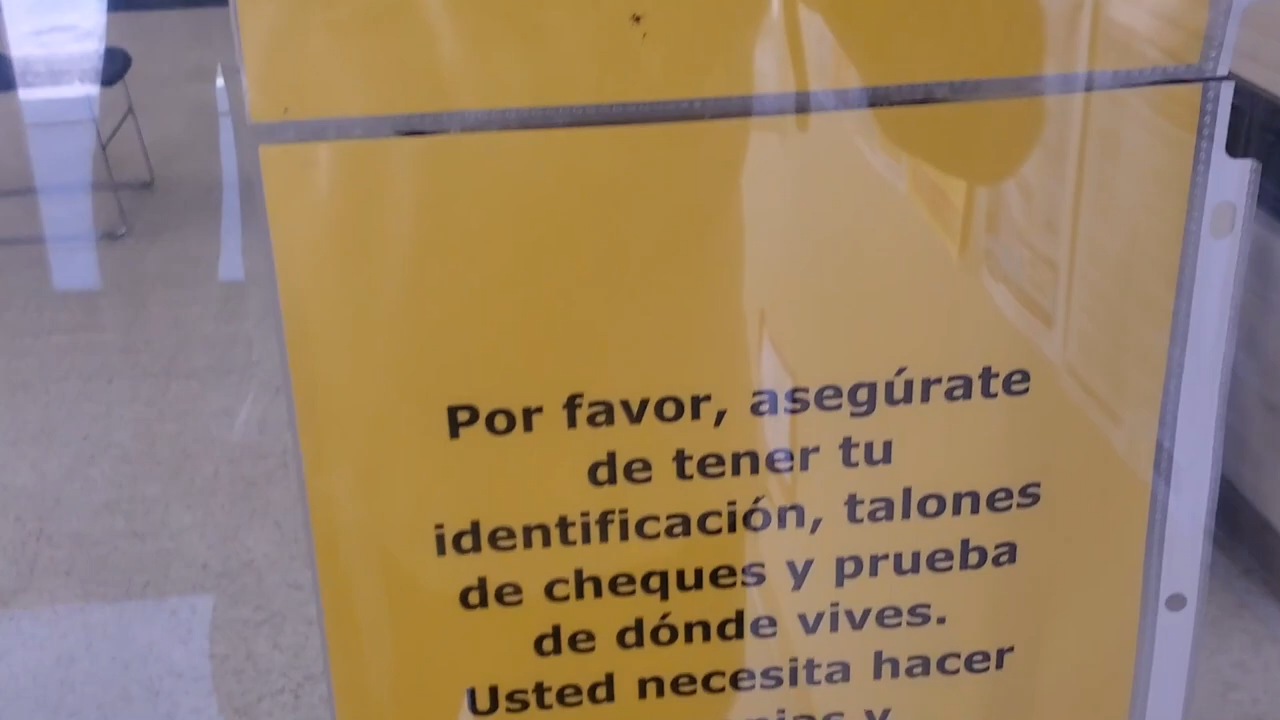 Por favor, asegúrate
de tener tu
identificación, talones
de cheques y prueba
de dónde vives.
Usted necesita hacer
y